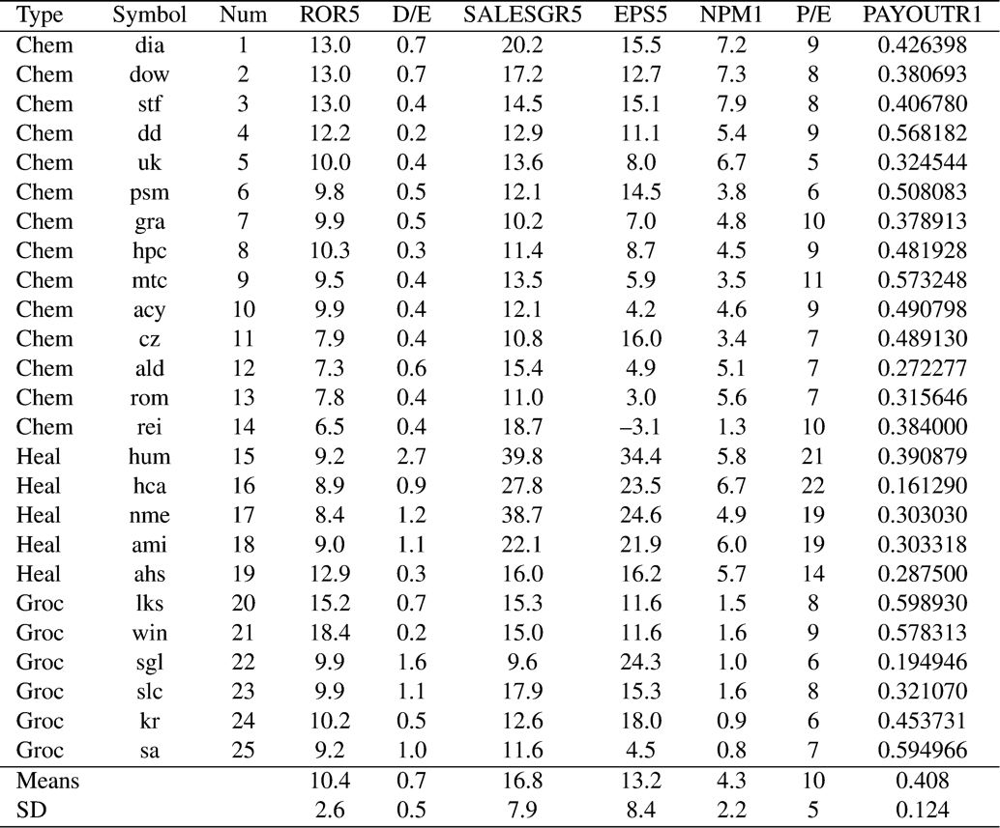 Type Symbol Num ROR5 D/E SALESGR5 EPS5 NPM1 P/E PAYOUTR1
Chem dia 1 13.0 0.7 20.2 15.5 7.2 9 0.426398
Chem dow 2 13.0 0.7 17.2 12.7 7.3 8 0.380693
Chem stf 3 13.0 0.4 14.5 15.1 7.9 8 0.406780
Chem dd 4 12.2 0.2 12.9 11.1 5.4 9 0.568182
Chem uk 5 10.0 0.4 13.6 8.0 6.7 5 0.324544
Chem psm 6 9.8 0.5 12.1 14.5 3.8 6 0.508083
Chem gra 7 9.9 0.5 10.2 7.0 4.8 10 0.378913
Chem hpc 8 10.3 0.3 11.4 8.7 4.5 9 0.481928
Chem mtc 9 9.5 0.4 13.5 5.9 3.5 11 0.573248
Chem acy 10 9.9 0.4 12.1 4.2 4.6 9 0.490798
Chem cz 11 7.9 0.4 10.8 16.0 3.4 7 0.489130
Chem ald 12 7.3 0.6 15.4 4.9 5.1 7 0.272277
Chem rom 13 7.8 0.4 11.0 3.0 5.6 7 0.315646
Chem rei 14 6.5 0.4 18.7 –3.1 1.3 10 0.384000
Heal hum 15 9.2 2.7 39.8 34.4 5.8 21 0.390879
Heal hca 16 8.9 0.9 27.8 23.5 6.7 22 0.161290
Heal nme 17 8.4 1.2 38.7 24.6 4.9 19 0.303030
Heal ami 18 9.0 1.1 22.1 21.9 6.0 19 0.303318
Heal ahs 19 12.9 0.3 16.0 16.2 5.7 14 0.287500
Groc lks 20 15.2 0.7 15.3 11.6 1.5 8 0.598930
Groc win 21 18.4 0.2 15.0 11.6 1.6 9 0.578313
Groc sgl 22 9.9 1.6 9.6 24.3 1.0 6 0.194946
Groc slc 23 9.9 1.1 17.9 15.3 1.6 8 0.321070
Groc kr 24 10.2 0.5 12.6 18.0 0.9 6 0.453731
Groc sa 25 9.2 1.0 11.6 4.5 0.8 7 0.594966
Means 10.4 0.7 16.8 13.2 4.3 10 0.408
SD 2.6 0.5 7.9 8.4 2.2 5 0.124